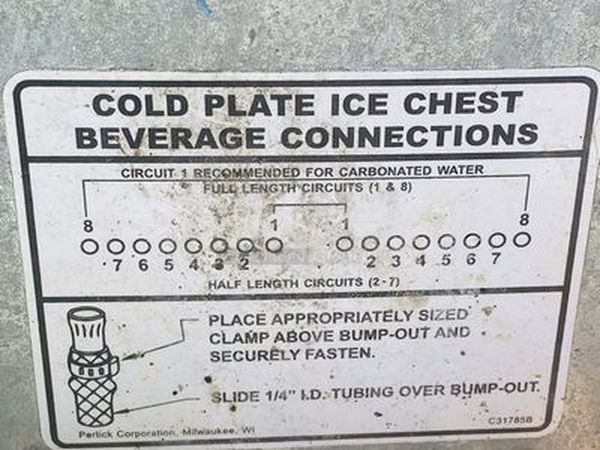 COLD PLATE ICE CHEST
BEVERAGE CONNECTIONS
CIRCUIT 1 RECOMMENDED FOR CARBONATED WATER
FULL LENGTH CIRCUITS (1 & 8)
8 1 1 8
7 6 5 4 3 2 2 3 4 5 6 7
HALF LENGTH CIRCUITS (2-7)
PLACE APPROPRIATELY SIZED
CLAMP ABOVE BUMP-OUT AND
SECURELY FASTEN.
SLIDE 1/4" I.D. TUBING OVER BUMP-OUT.
Perlick Corporation, Milwaukee, WI
C31785B